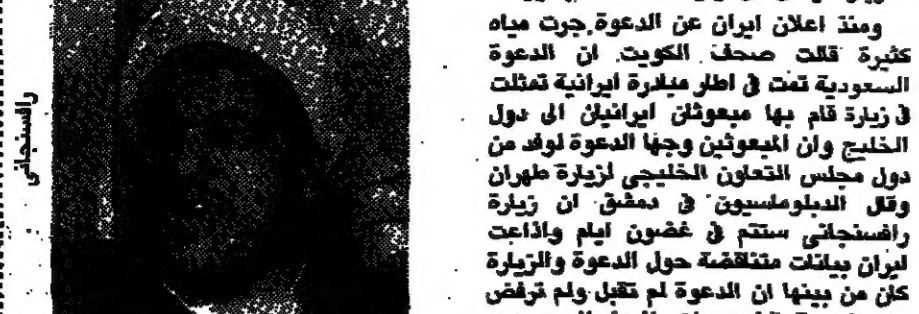 ومنذ اعلان ايران عن الدعوة جرت مياه
كثيرة قالت صحف الكويت ان الدعوة
السعودية تمت في اطار مبادرة ايرانية تمثلت
في زيارة قام بها مبعوثان ايرانيان الى دول
الخليج وان المبعوثين وجها الدعوة لوفد من
دول مجلس التعاون الخليجى لزيارة طهران
وقال الدبلوماسيون في دمشق ان زيارة
رافسنجانى ستتم في غضون ايام واذاعت
ايران بيانات متناقضة حول الدعوة والزيارة
كان من بينها ان الدعوة لم تقبل ولم ترفض
رافسنجانى